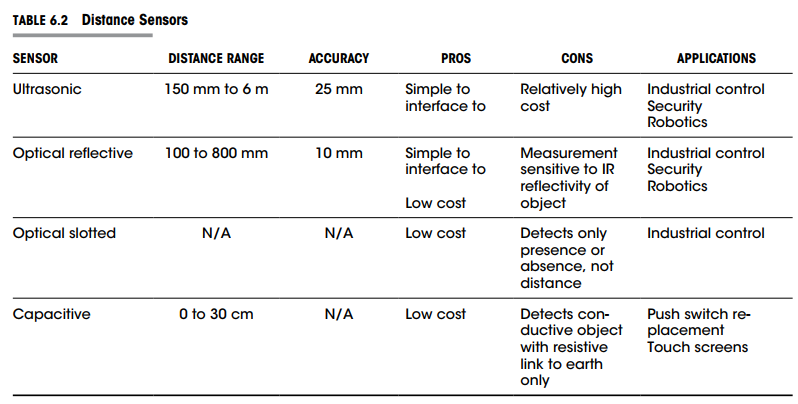 TABLE 6.2 Distance Sensors
SENSOR DISTANCE RANGE ACCURACY PROS CONS APPLICATIONS
Ultrasonic 150 mm to 6 m 25 mm Simple to Relatively high Industrial control
interface to cost Security
Robotics
Optical reflective 100 to 800 mm 10 mm Simple to Measurement Industrial control
interface to sensitive to IR Security
reflectivity of Robotics
Low cost object
Optical slotted N/A N/A Low cost Detects only Industrial control
presence or
absence, not
distance
Capacitive 0 to 30 cm N/A Low cost Detects con- Push switch re-
ductive object placement
with resistive Touch screens
link to earth
only